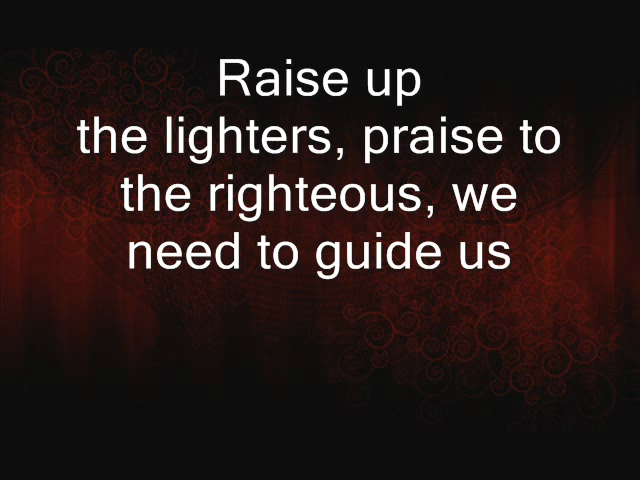 Raise up
the lighters, praise to
the righteous, we
need to guide us